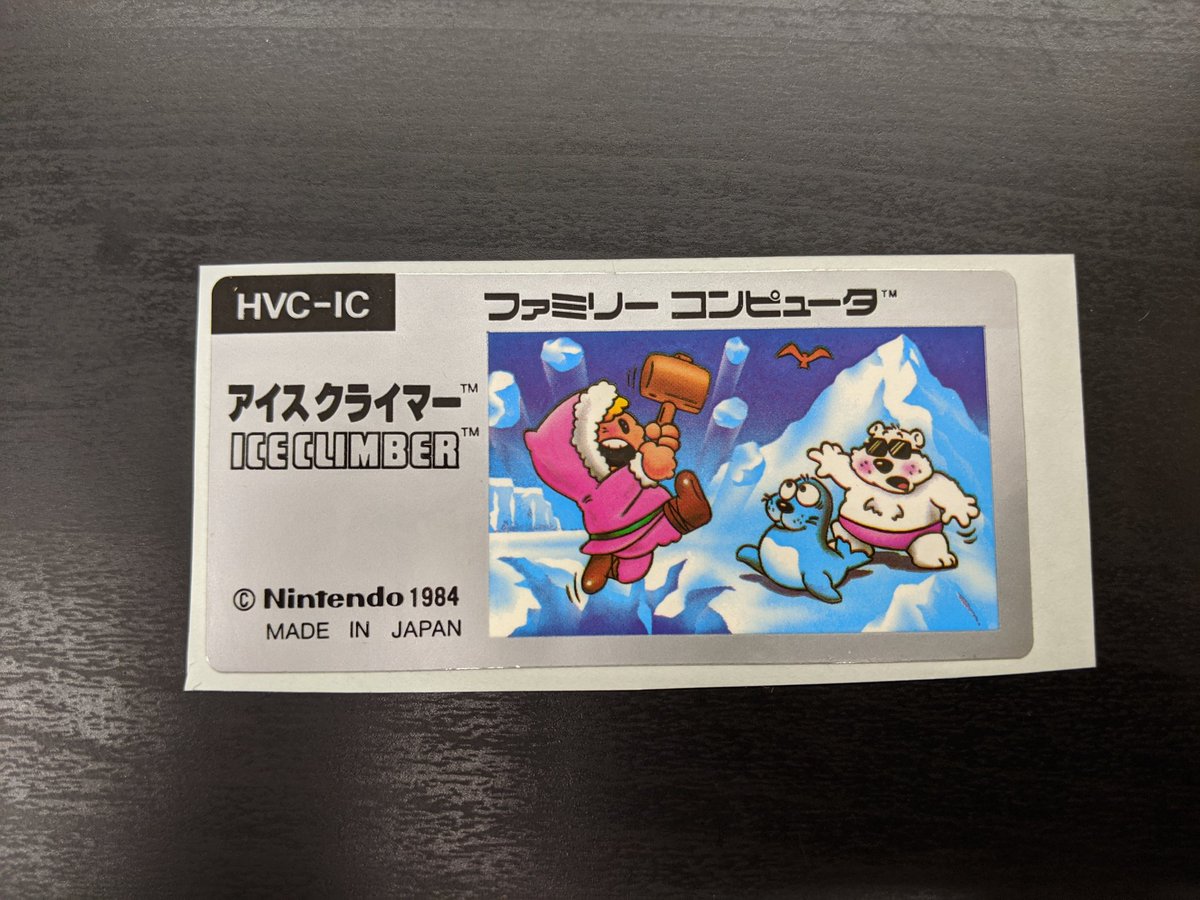 HVC-IC
ファミリー コンピュータ™
アイスクライマー™
ICE CLIMBER™
© Nintendo 1984
MADE IN JAPAN